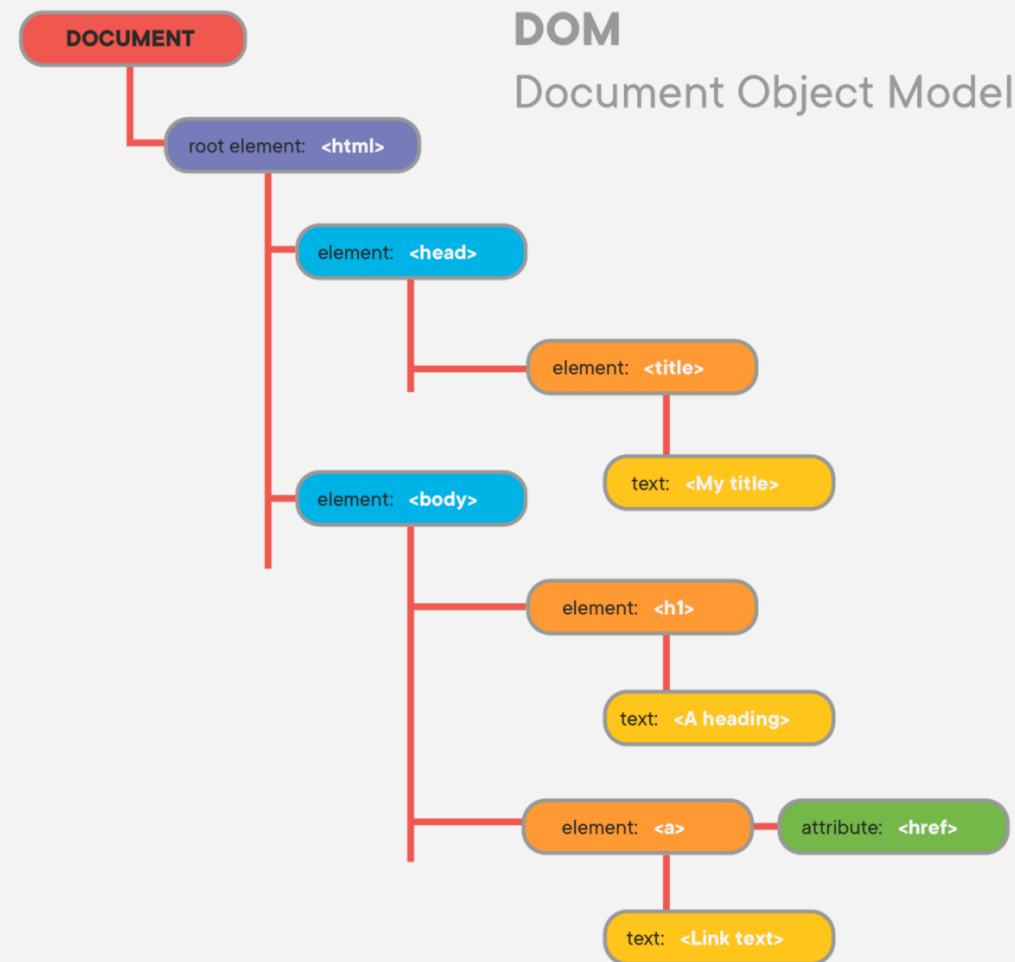 DOCUMENT
DOM
Document Object Model
root element: <html>
element: <head>
element: <title>
text: <My title>
element: <body>
element: <h1>
text: <A heading>
element: <a>
attribute: <href>
text: <Link text>